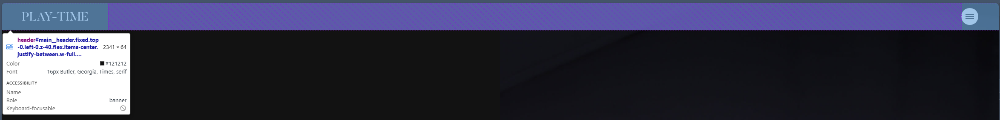 PLAY-TIME
header#main__header.fixed.top
-0.left-0.z-40.flex.items-center.
justify-between.w-full....
2341 × 64
Color #121212
Font 16px Butler, Georgia, Times, serif
ACCESSIBILITY
Name
Role banner
Keyboard-focusable